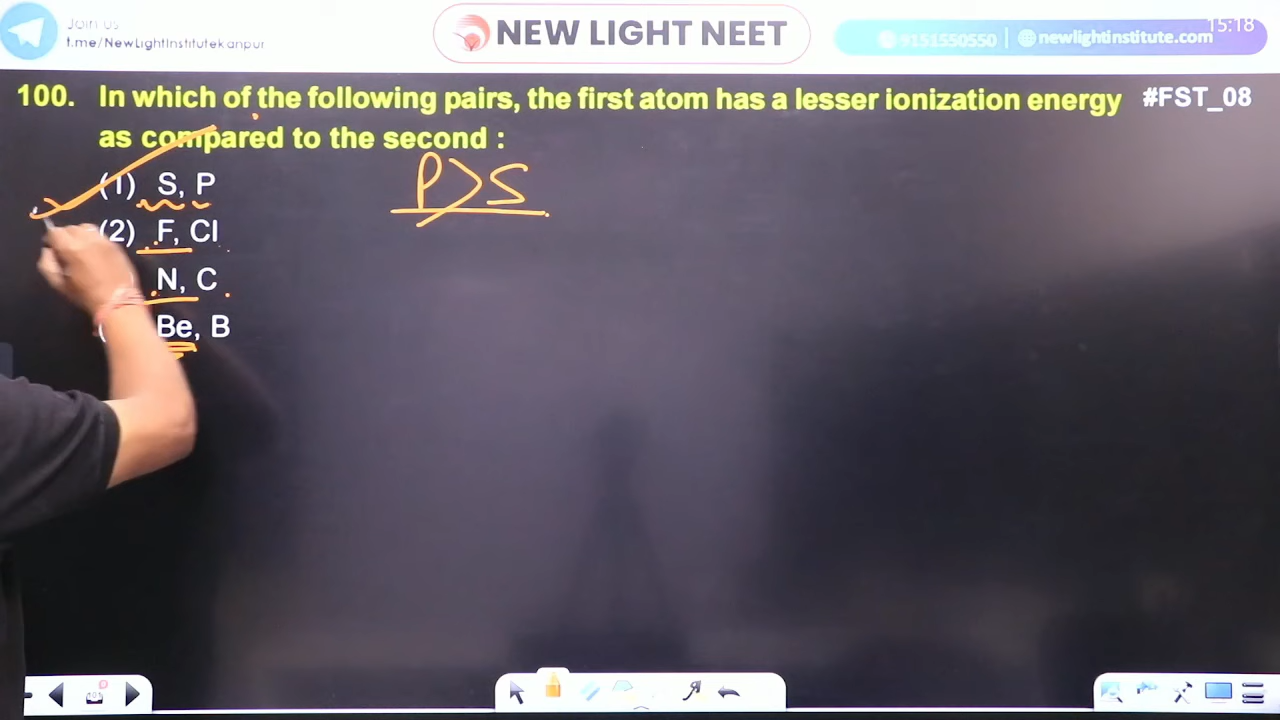 Join us
t.me/NewLightInstitutekanpur
NEW LIGHT NEET
9151550550 | newlightinstitute.com
15:18
100. In which of the following pairs, the first atom has a lesser ionization energy #FST_08
as compared to the second :
(1) S, P
P>S
(2) F, Cl
N, C
Be, B